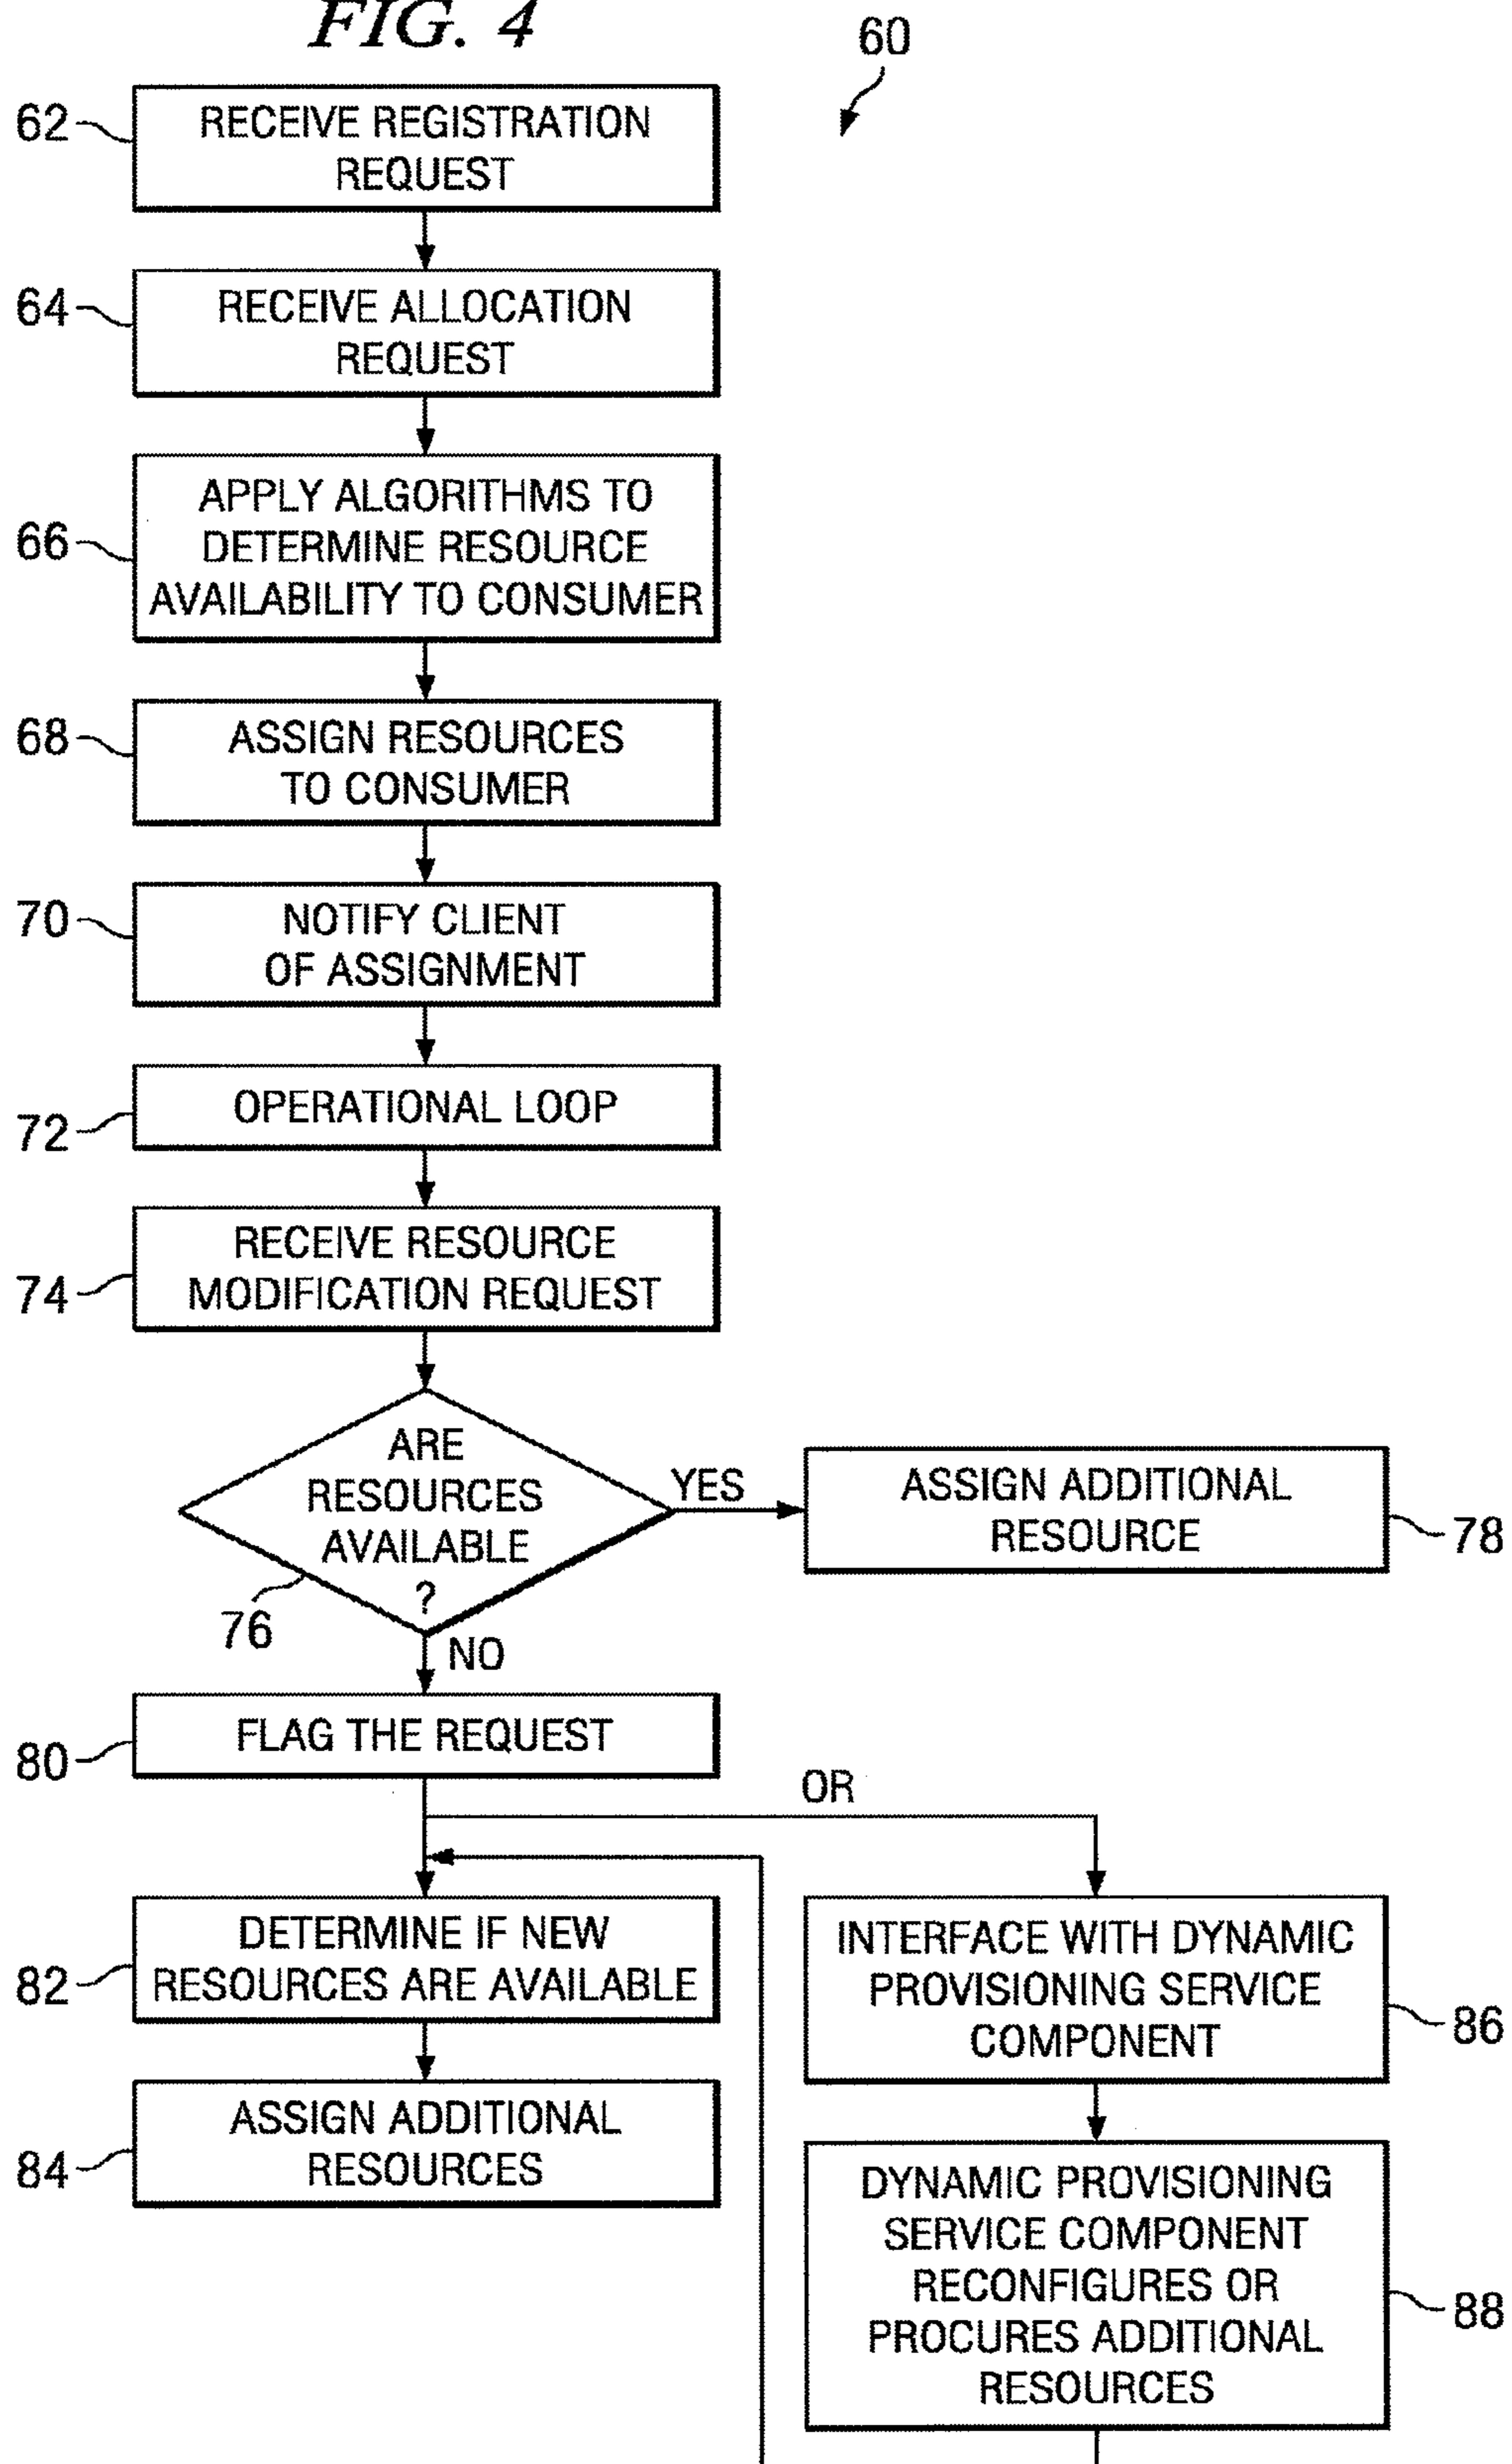 FIG. 4
60
62
RECEIVE REGISTRATION
REQUEST
64
RECEIVE ALLOCATION
REQUEST
66
APPLY ALGORITHMS TO
DETERMINE RESOURCE
AVAILABILITY TO CONSUMER
68
ASSIGN RESOURCES
TO CONSUMER
70
NOTIFY CLIENT
OF ASSIGNMENT
72
OPERATIONAL LOOP
74
RECEIVE RESOURCE
MODIFICATION REQUEST
ARE
RESOURCES
AVAILABLE
?
76
YES
ASSIGN ADDITIONAL
RESOURCE
78
NO
80
FLAG THE REQUEST
OR
82
DETERMINE IF NEW
RESOURCES ARE AVAILABLE
84
ASSIGN ADDITIONAL
RESOURCES
INTERFACE WITH DYNAMIC
PROVISIONING SERVICE
COMPONENT
86
DYNAMIC PROVISIONING
SERVICE COMPONENT
RECONFIGURES OR
PROCURES ADDITIONAL
RESOURCES
88